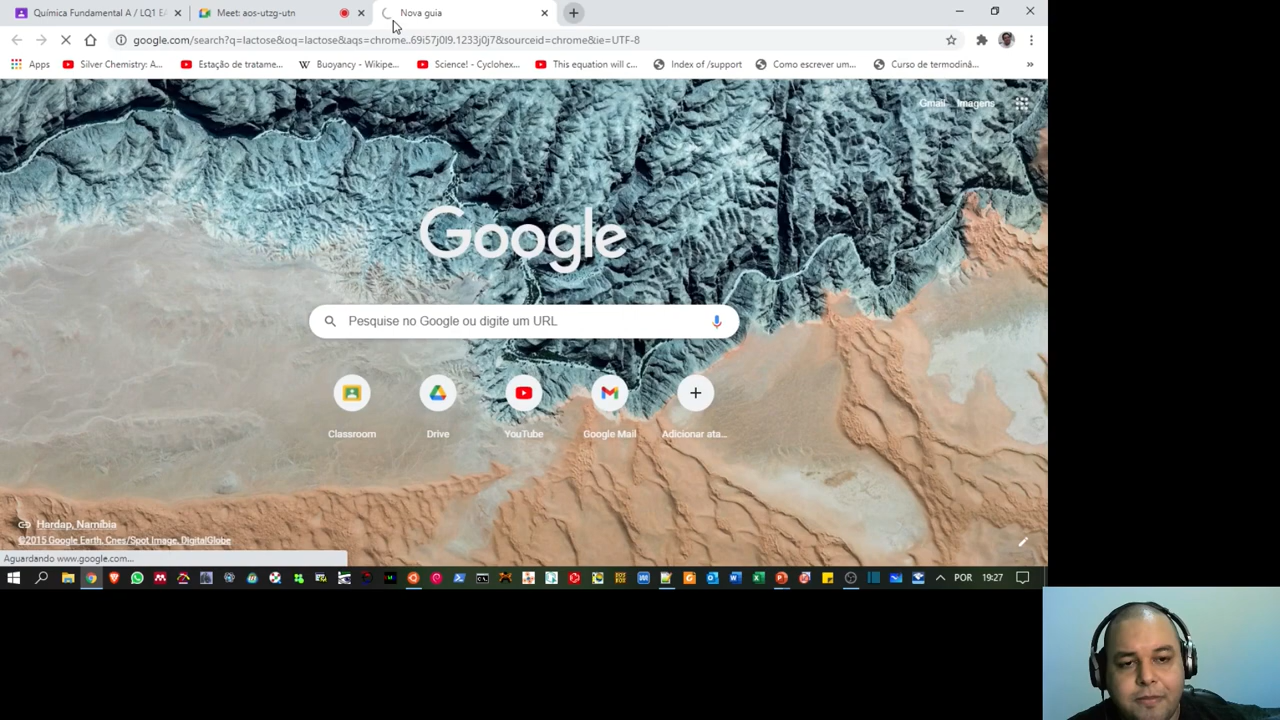 Química Fundamental A / LQ1 EA
Meet: aos-utzg-utn
Nova guia
google.com/search?q=lactose&oq=lactose&aqs=chrome..69i57j0l9.1233j0j7&sourceid=chrome&ie=UTF-8
Apps
Silver Chemistry: A...
Estação de tratame...
Buoyancy - Wikipe...
Science! - Cyclohex...
This equation will c...
Index of /support
Como escrever um...
Curso de termodinâ...
»
Gmail
Imagens
Google
Pesquise no Google ou digite um URL
Classroom
Drive
YouTube
Google Mail
Adicionar ata...
Hardap, Namíbia
©2015 Google Earth, Cnes/Spot Image, DigitalGlobe
Aguardando www.google.com...
POR
19:27